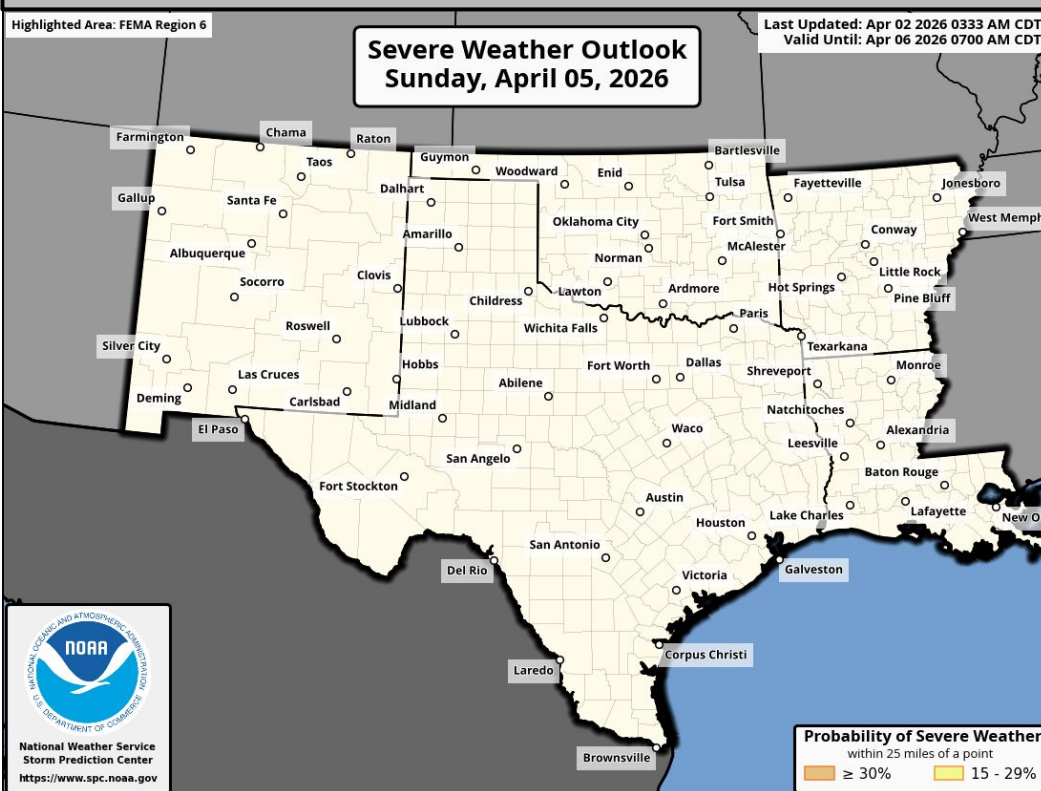 Highlighted Area: FEMA Region 6
Severe Weather Outlook
Sunday, April 05, 2026
Last Updated: Apr 02 2026 0333 AM CDT
Valid Until: Apr 06 2026 0700 AM CDT
Farmington
Chama
Raton
Taos
Guymon
Woodward
Enid
Bartlesville
Tulsa
Fayetteville
Jonesboro
Gallup
Santa Fe
Dalhart
Oklahoma City
Fort Smith
West Memph
Albuquerque
Amarillo
Norman
McAlester
Conway
Socorro
Clovis
Childress
Lawton
Ardmore
Hot Springs
Little Rock
Pine Bluff
Roswell
Lubbock
Wichita Falls
Paris
Texarkana
Silver City
Las Cruces
Hobbs
Fort Worth
Dallas
Shreveport
Monroe
Deming
Carlsbad
Midland
Abilene
Natchitoches
El Paso
Waco
Leesville
Alexandria
San Angelo
Fort Stockton
Baton Rouge
Austin
Houston
Lake Charles
Lafayette
New O
San Antonio
Del Rio
Victoria
Galveston
Laredo
Corpus Christi
Brownsville
NATIONAL OCEANIC AND ATMOSPHERIC ADMINISTRATION
NOAA
U.S. DEPARTMENT OF COMMERCE
National Weather Service
Storm Prediction Center
https://www.spc.noaa.gov
Probability of Severe Weather
within 25 miles of a point
≥ 30%
15 - 29%